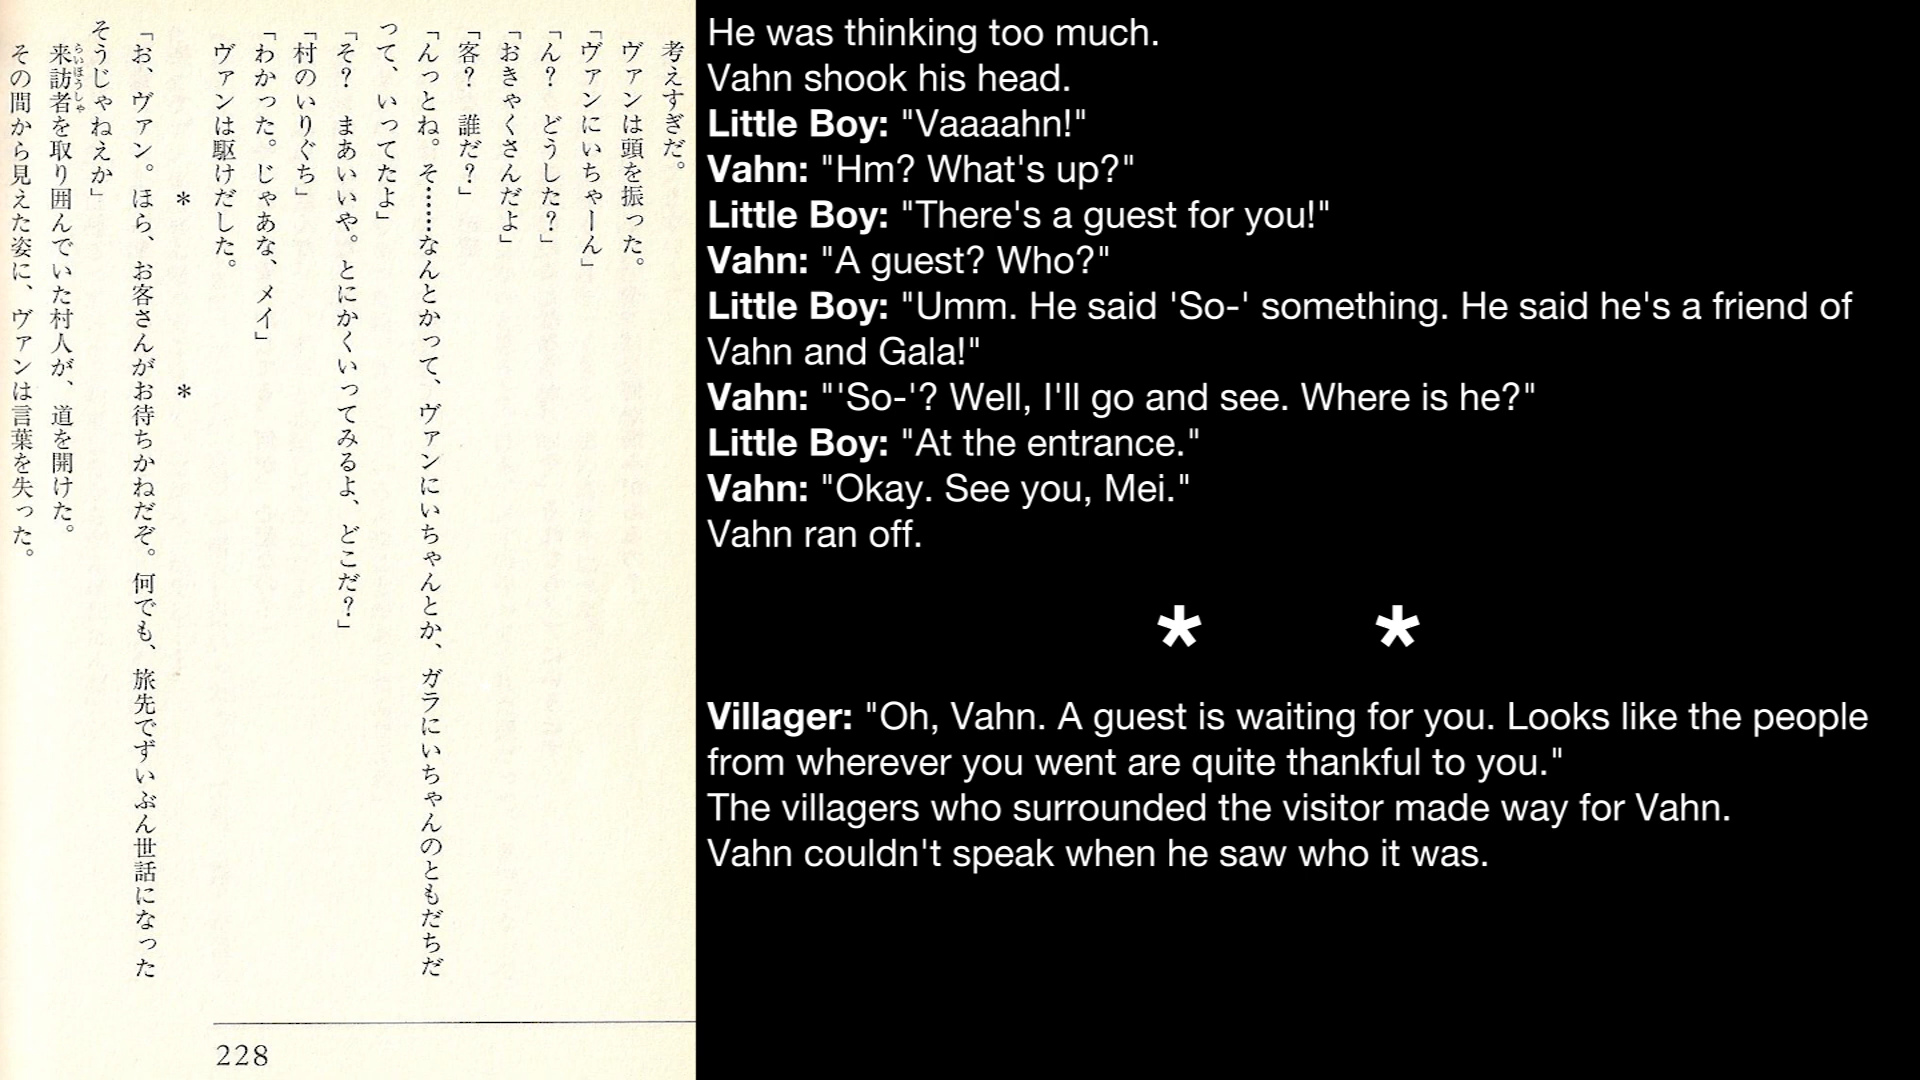 考えすぎだ。
ヴァンは頭を振った。
「ヴァンにいちゃーん」
「ん？　どうした？」
「おきゃくさんだよ」
「客？　誰だ？」
「んっとね。そ……なんとかって、ヴァンにいちゃんとか、ガラにいちゃんのともだちだ
って、いってたよ」
「そ？　まあいいや。とにかくいってみるよ、どこだ？」
「村のいりぐち」
「わかった。じゃあな、メイ」
ヴァンは駆けだした。
＊　　＊
「お、ヴァン。ほら、お客さんがお待ちかねだぞ。何でも、旅先でずいぶん世話になった
そうじゃねえか」
来訪者を取り囲んでいた村人が、道を開けた。
らいほうしゃ
その間から見えた姿に、ヴァンは言葉を失った。
228
He was thinking too much.
Vahn shook his head.
Little Boy: "Vaaaahn!"
Vahn: "Hm? What's up?"
Little Boy: "There's a guest for you!"
Vahn: "A guest? Who?"
Little Boy: "Umm. He said 'So-' something. He said he's a friend of
Vahn and Gala!"
Vahn: "'So-'? Well, I'll go and see. Where is he?"
Little Boy: "At the entrance."
Vahn: "Okay. See you, Mei."
Vahn ran off.
* *
Villager: "Oh, Vahn. A guest is waiting for you. Looks like the people
from wherever you went are quite thankful to you."
The villagers who surrounded the visitor made way for Vahn.
Vahn couldn't speak when he saw who it was.